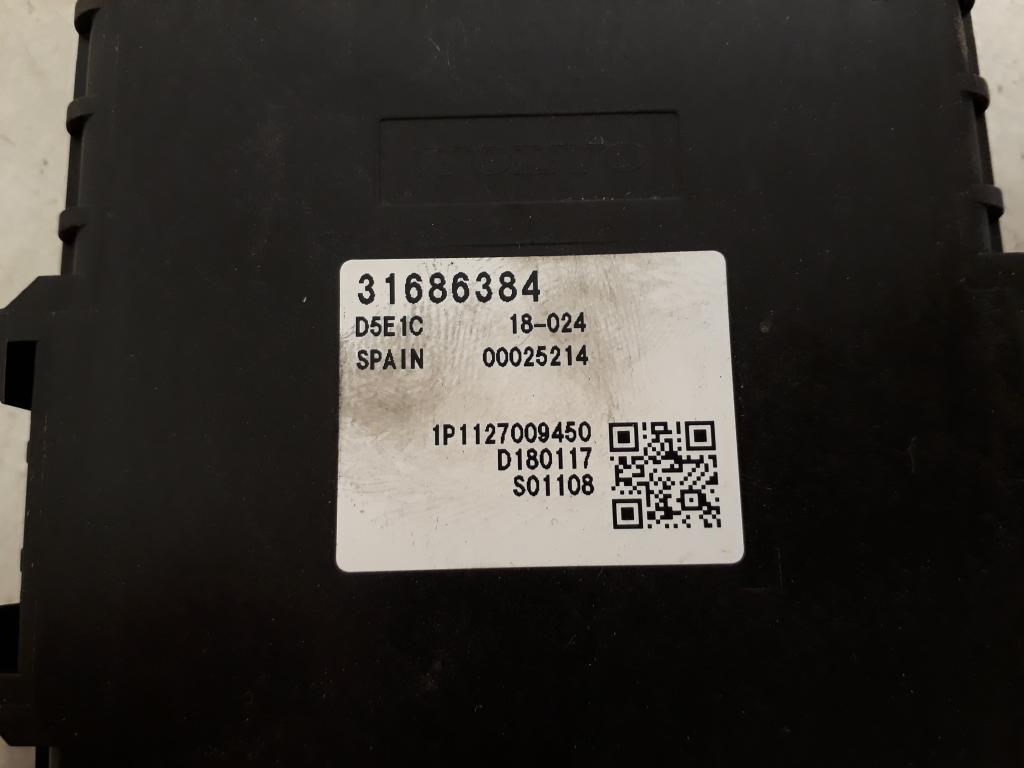 31686384
D5E1C 18-024
SPAIN 00025214
1P1127009450
D180117
S01108